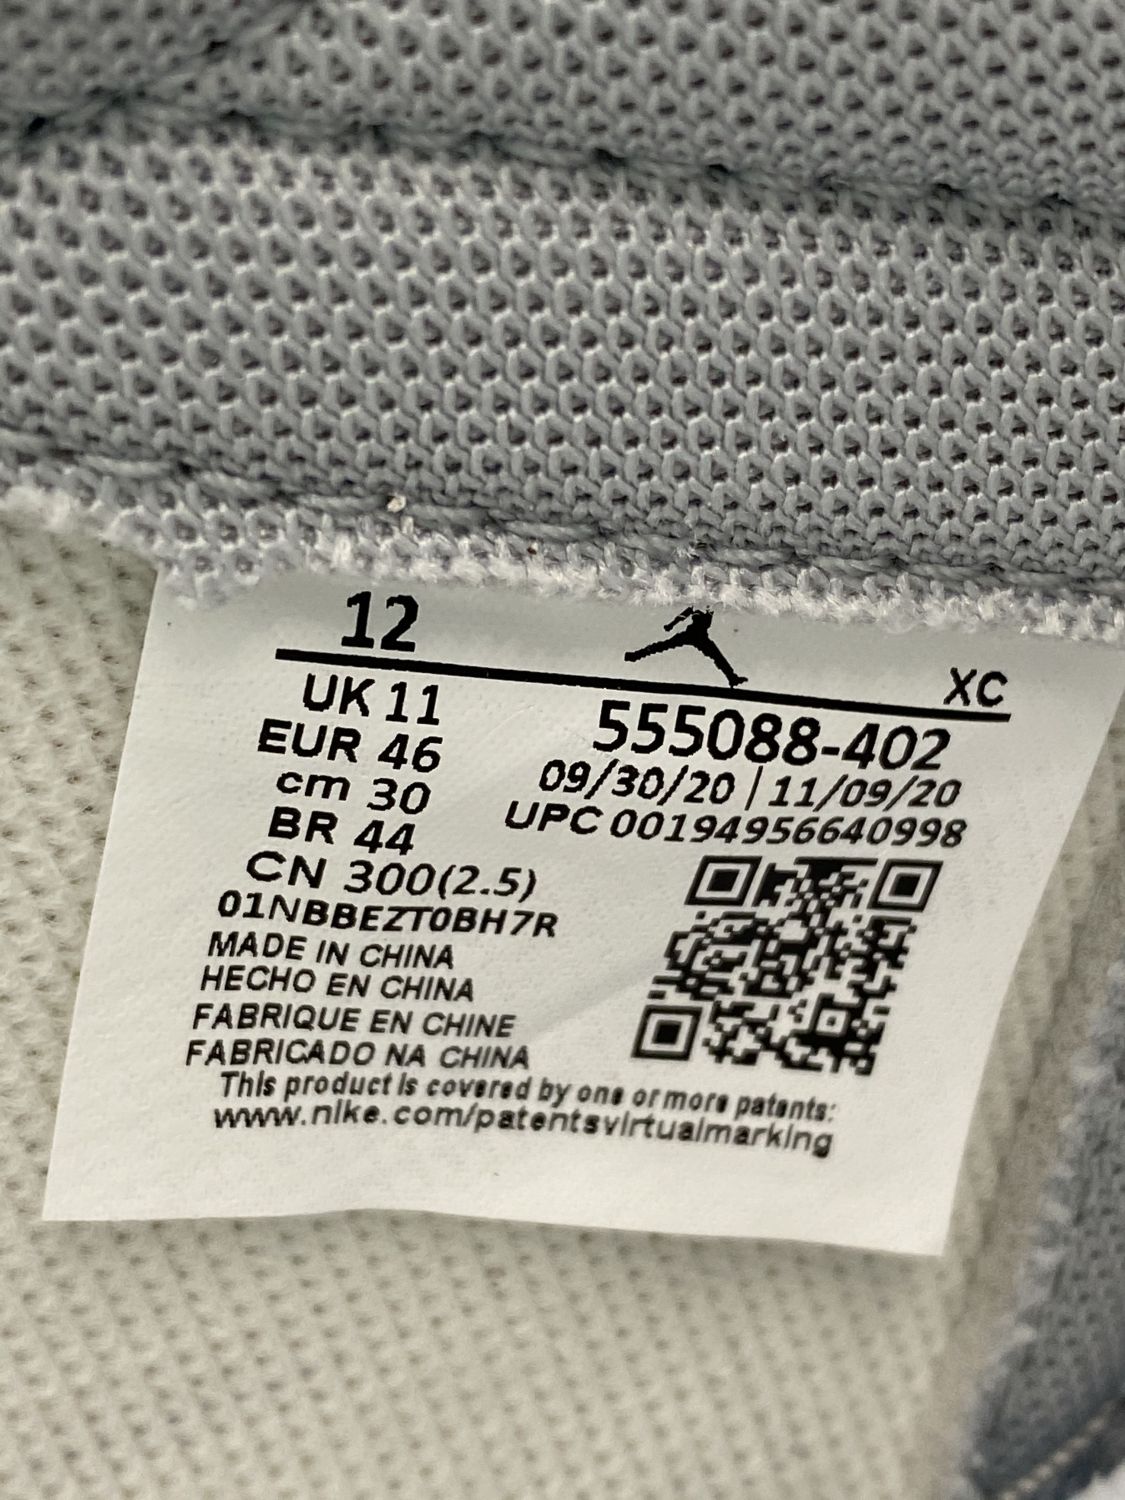 12
XC
UK 11
EUR 46
cm 30
BR 44
CN 300(2.5)
555088-402
09/30/20 | 11/09/20
UPC 00194956640998
01NBBEZT0BH7R
MADE IN CHINA
HECHO EN CHINA
FABRIQUE EN CHINE
FABRICADO NA CHINA
This product is covered by one or more patents:
www.nike.com/patentsvirtualmarking